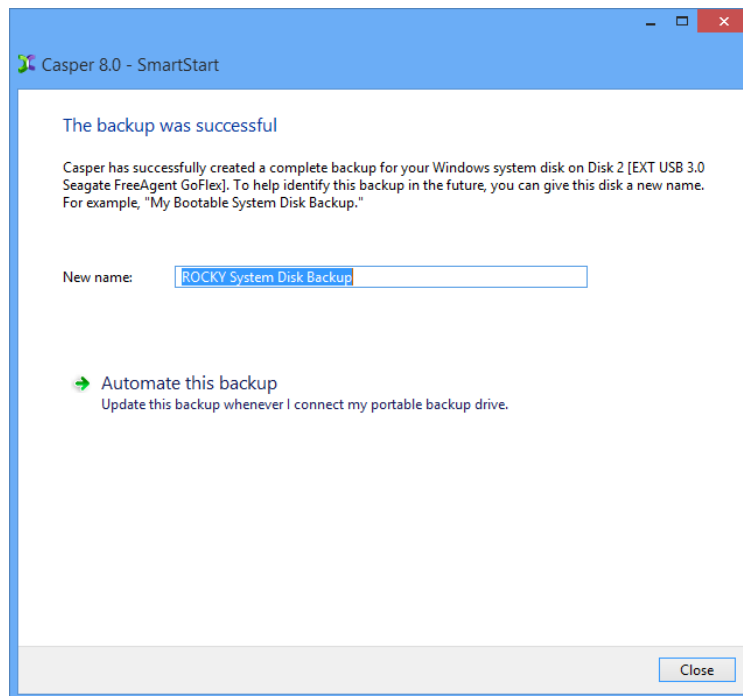 Casper 8.0 - SmartStart
The backup was successful
Casper has successfully created a complete backup for your Windows system disk on Disk 2 [EXT USB 3.0
Seagate FreeAgent GoFlex]. To help identify this backup in the future, you can give this disk a new name.
For example, "My Bootable System Disk Backup."
New name: ROCKY System Disk Backup
Automate this backup
Update this backup whenever I connect my portable backup drive.
Close